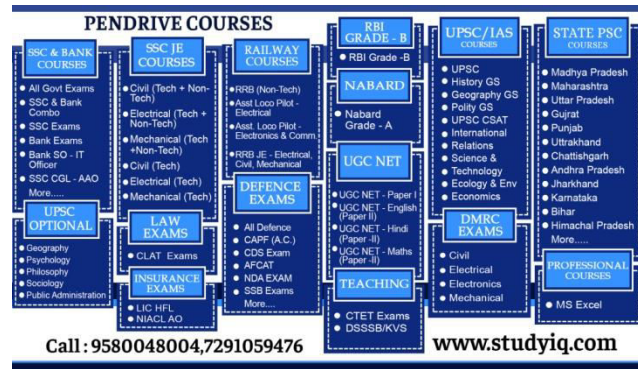 PENDRIVE COURSES
SSC & BANK
COURSES
All Govt Exams
SSC & Bank
Combo
SSC Exams
Bank Exams
Bank SO - IT
Officer
SSC CGL - AAO
More.....
UPSC
OPTIONAL
Geography
Psychology
Philosophy
Sociology
Public Administration
SSC JE
COURSES
Civil (Tech + Non-
Tech)
Electrical (Tech +
Non-Tech)
Mechanical (Tech
+Non-Tech)
Civil (Tech)
Electrical (Tech)
Mechanical (Tech)
LAW
EXAMS
CLAT Exams
INSURANCE
EXAMS
LIC HFL
NIACL AO
RAILWAY
COURSES
RRB (Non-Tech)
Asst Loco Pilot -
Electrical
Asst. Loco Pilot -
Electronics & Comm.
RRB JE - Electrical,
Civil, Mechanical
DEFENCE
EXAMS
All Defence
CAPF (A.C.)
CDS Exam
AFCAT
NDA EXAM
SSB Exams
More....
RBI
GRADE - B
RBI Grade -B
NABARD
Nabard
Grade - A
UGC NET
UGC NET - Paper I
UGC NET - English
(Paper II)
UGC NET - Hindi
(Paper -II)
UGC NET - Maths
(Paper -II)
TEACHING
CTET Exams
DSSSB/KVS
UPSC/IAS
COURSES
UPSC
History GS
Geography GS
Polity GS
UPSC CSAT
International
Relations
Science &
Technology
Ecology & Env
Economics
DMRC
EXAMS
Civil
Electrical
Electronics
Mechanical
STATE PSC
COURSES
Madhya Pradesh
Maharashtra
Uttar Pradesh
Gujrat
Punjab
Uttrakhand
Chattishgarh
Andhra Pradesh
Jharkhand
Karnataka
Bihar
Himachal Pradesh
More.....
PROFESSIONAL
COURSES
MS Excel
Call : 9580048004,7291059476
www.studyiq.com